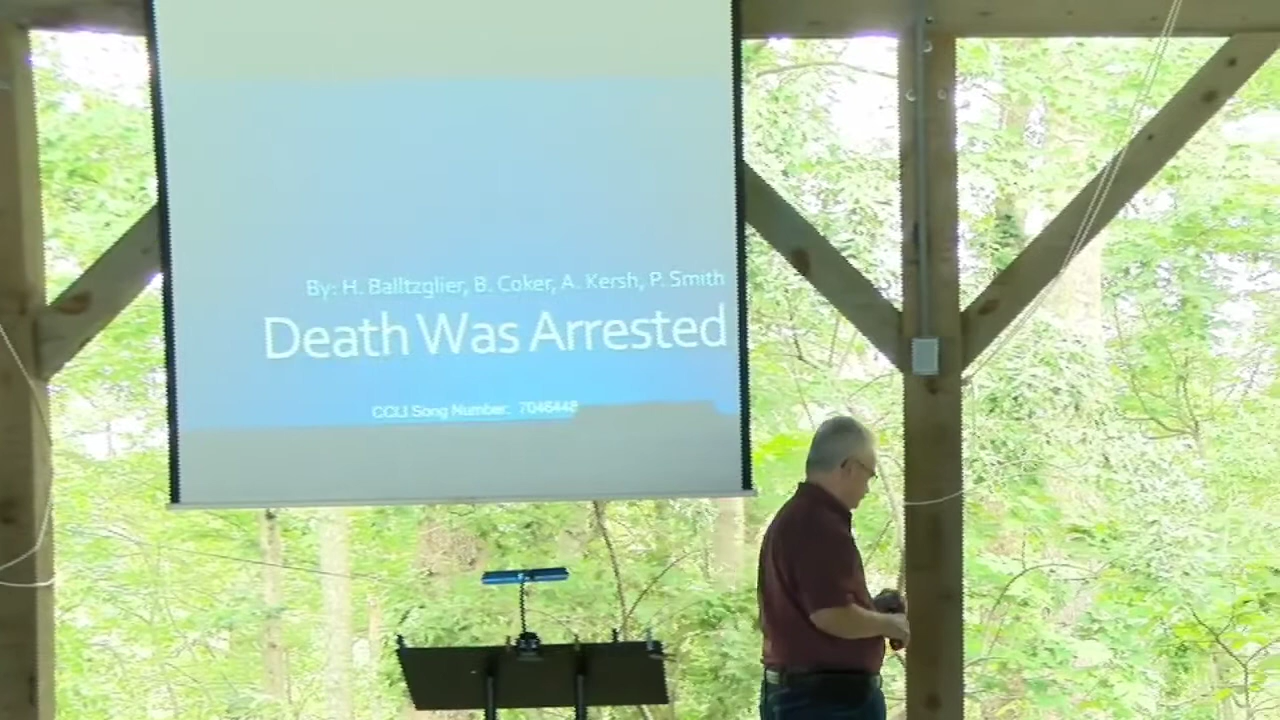 By: H. Balltzglier, B. Coker, A. Kersh, P. Smith
Death Was Arrested
CCLI Song Number: 7046448